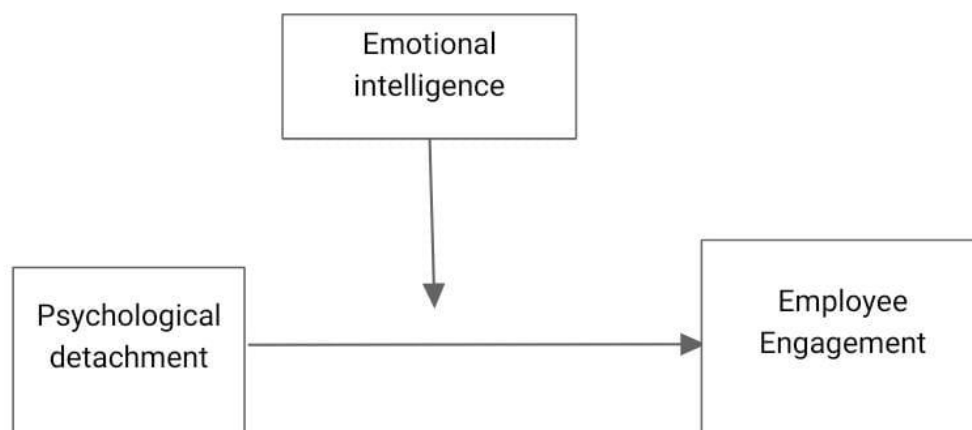 Emotional
intelligence
Psychological
detachment
Employee
Engagement